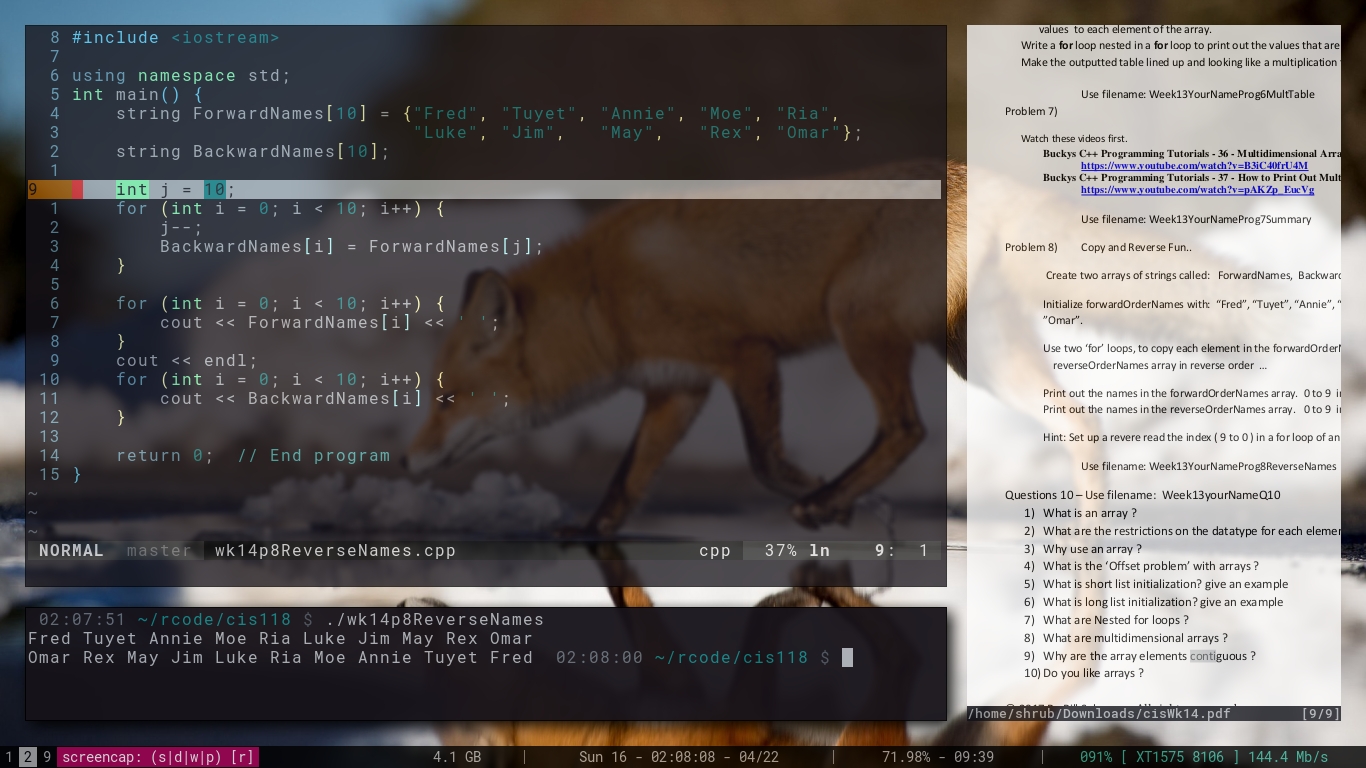 8 #include <iostream>
7
6 using namespace std;
5 int main() {
4     string ForwardNames[10] = {"Fred", "Tuyet", "Annie", "Moe", "Ria",
3                                "Luke", "Jim",   "May",   "Rex", "Omar"};
2     string BackwardNames[10];
1
9     int j = 10;
1     for (int i = 0; i < 10; i++) {
2         j--;
3         BackwardNames[i] = ForwardNames[j];
4     }
5
6     for (int i = 0; i < 10; i++) {
7         cout << ForwardNames[i] << ' ';
8     }
9     cout << endl;
10     for (int i = 0; i < 10; i++) {
11         cout << BackwardNames[i] << ' ';
12     }
13
14     return 0;  // End program
15 }
~
~
~
NORMAL master wk14p8ReverseNames.cpp cpp 37% ln 9: 1
02:07:51 ~/rcode/cis118 $ ./wk14p8ReverseNames
Fred Tuyet Annie Moe Ria Luke Jim May Rex Omar
Omar Rex May Jim Luke Ria Moe Annie Tuyet Fred  02:08:00 ~/rcode/cis118 $
values to each element of the array.
Write a for loop nested in a for loop to print out the values that are
Make the outputted table lined up and looking like a multiplication
Use filename: Week13YourNameProg6MultTable
Problem 7)
Watch these videos first.
Buckys C++ Programming Tutorials - 36 - Multidimensional Arra
https://www.youtube.com/watch?v=B3iC40frU4M
Buckys C++ Programming Tutorials - 37 - How to Print Out Mult
https://www.youtube.com/watch?v=pAKZp_EucVg
Use filename: Week13YourNameProg7Summary
Problem 8) Copy and Reverse Fun..
Create two arrays of strings called: ForwardNames, Backward
Initialize forwardOrderNames with: “Fred”, “Tuyet”, “Annie”, “
”Omar”.
Use two ‘for’ loops, to copy each element in the forwardOrderN
reverseOrderNames array in reverse order ...
Print out the names in the forwardOrderNames array. 0 to 9 i
Print out the names in the reverseOrderNames array. 0 to 9 i
Hint: Set up a revere read the index ( 9 to 0 ) in a for loop of an
Use filename: Week13YourNameProg8ReverseNames
Questions 10 – Use filename: Week13yourNameQ10
1) What is an array ?
2) What are the restrictions on the datatype for each elemen
3) Why use an array ?
4) What is the ‘Offset problem’ with arrays ?
5) What is short list initialization? give an example
6) What is long list initialization? give an example
7) What are Nested for loops ?
8) What are multidimensional arrays ?
9) Why are the array elements contiguous ?
10) Do you like arrays ?
/home/shrub/Downloads/cisWk14.pdf [9/9]
1 2 9 screencap: (s|d|w|p) [r] 4.1 GB | Sun 16 - 02:08:08 - 04/22 | 71.98% - 09:39 | 091% [ XT1575 8106 ] 144.4 Mb/s